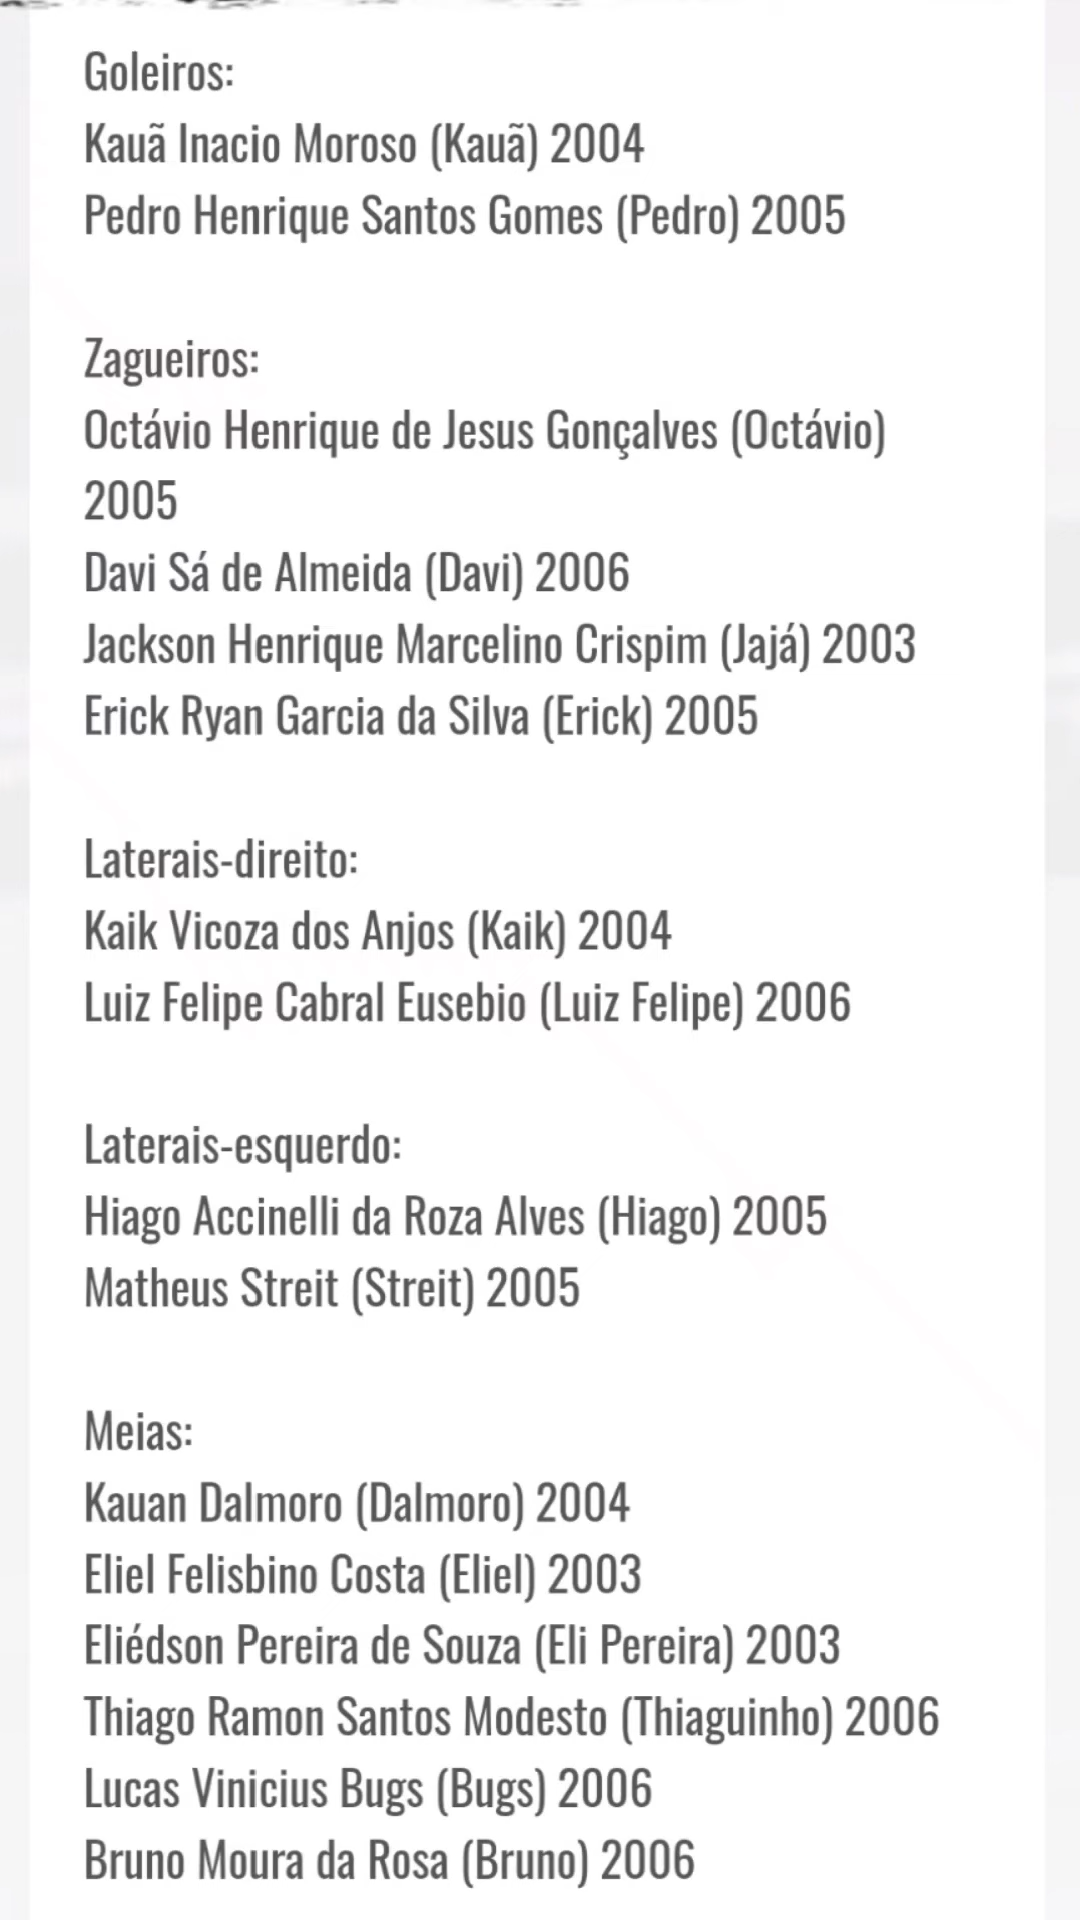 Goleiros:
Kauã Inacio Moroso (Kauã) 2004
Pedro Henrique Santos Gomes (Pedro) 2005
Zagueiros:
Octávio Henrique de Jesus Gonçalves (Octávio)
2005
Davi Sá de Almeida (Davi) 2006
Jackson Henrique Marcelino Crispim (Jajá) 2003
Erick Ryan Garcia da Silva (Erick) 2005
Laterais-direito:
Kaik Vicoza dos Anjos (Kaik) 2004
Luiz Felipe Cabral Eusebio (Luiz Felipe) 2006
Laterais-esquerdo:
Hiago Accinelli da Roza Alves (Hiago) 2005
Matheus Streit (Streit) 2005
Meias:
Kauan Dalmoro (Dalmoro) 2004
Eliel Felisbino Costa (Eliel) 2003
Eliédson Pereira de Souza (Eli Pereira) 2003
Thiago Ramon Santos Modesto (Thiaguinho) 2006
Lucas Vinicius Bugs (Bugs) 2006
Bruno Moura da Rosa (Bruno) 2006